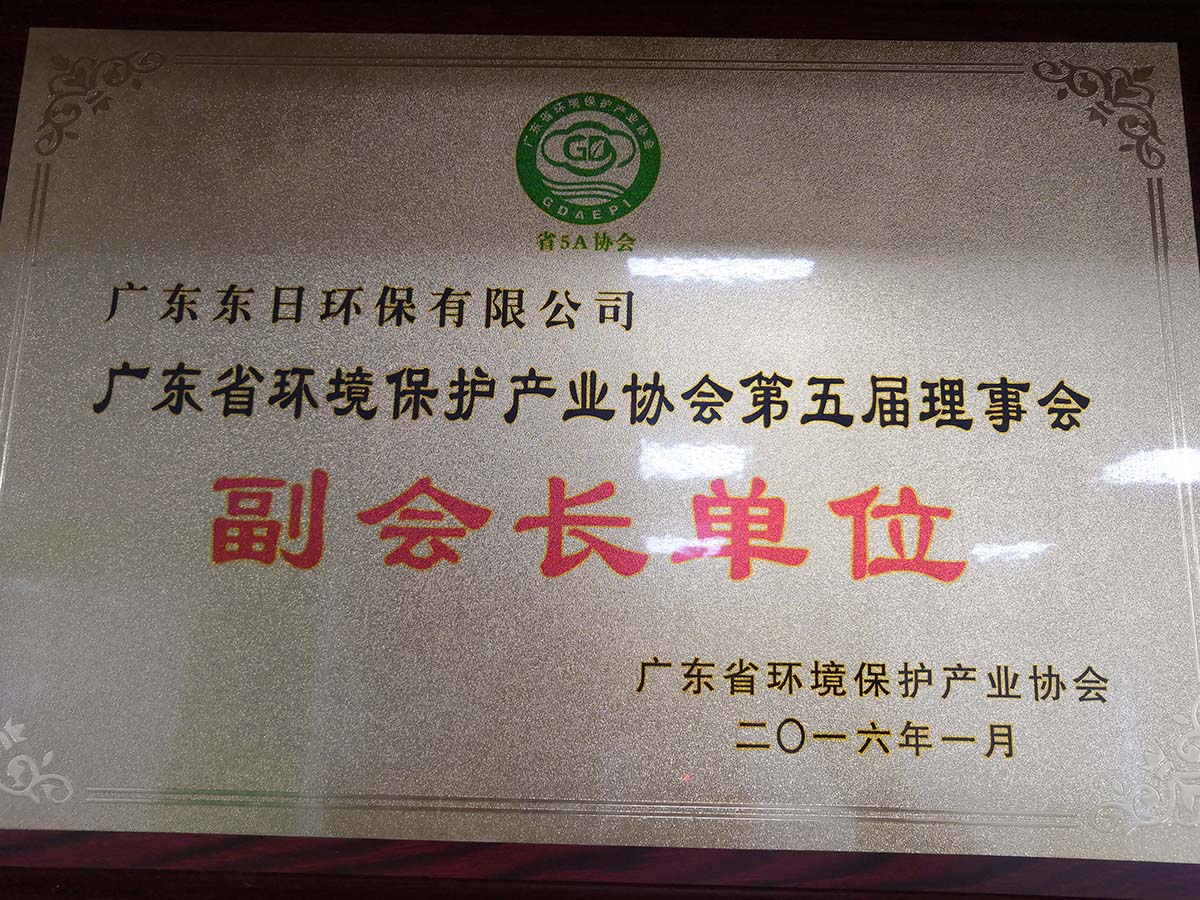 广东省环境保护产业协会
GD
GDAEPI
省5A协会
广东东日环保有限公司
广东省环境保护产业协会第五届理事会
副会长单位
广东省环境保护产业协会
二〇一六年一月